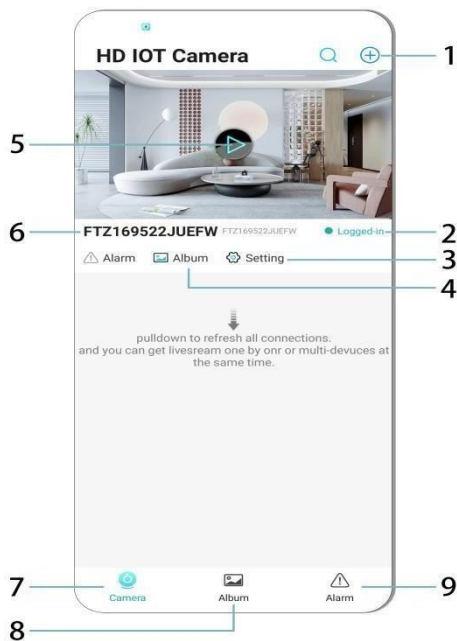 HD IOT Camera
1
5
6
FTZ169522JUEFW FTZ169522JUEFW Logged-in
2
Alarm Album Setting
3
4
pulldown to refresh all connections.
and you can get livesream one by onr or multi-devuces at
the same time.
7
Camera Album Alarm
9
8